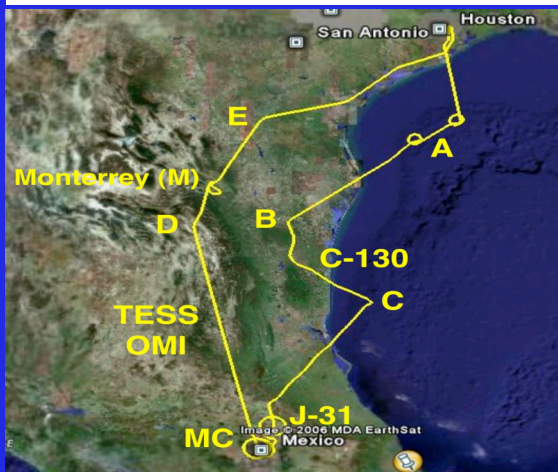 Houston
San Antonio
A
E
Monterrey (M)
B
D
C-130
C
TESS
OMI
J-31
Image © 2006 MDA EarthSat
MC
Mexico